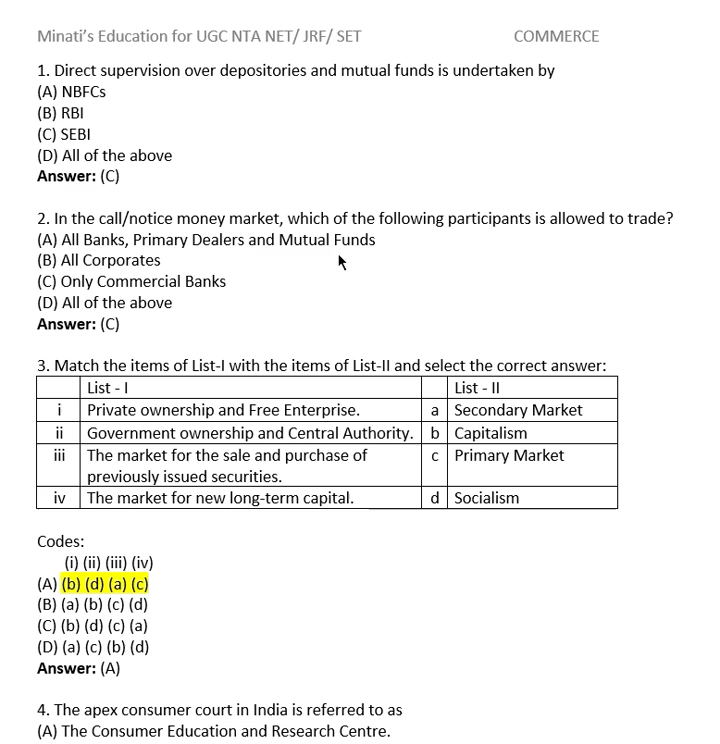 Minati's Education for UGC NTA NET/ JRF/ SET COMMERCE
1. Direct supervision over depositories and mutual funds is undertaken by
(A) NBFCs
(B) RBI
(C) SEBI
(D) All of the above
Answer: (C)
2. In the call/notice money market, which of the following participants is allowed to trade?
(A) All Banks, Primary Dealers and Mutual Funds
(B) All Corporates
(C) Only Commercial Banks
(D) All of the above
Answer: (C)
3. Match the items of List-I with the items of List-II and select the correct answer:
List - I List - II
i Private ownership and Free Enterprise. a Secondary Market
ii Government ownership and Central Authority. b Capitalism
iii The market for the sale and purchase of c Primary Market
previously issued securities.
iv The market for new long-term capital. d Socialism
Codes:
(i) (ii) (iii) (iv)
(A) (b) (d) (a) (c)
(B) (a) (b) (c) (d)
(C) (b) (d) (c) (a)
(D) (a) (c) (b) (d)
Answer: (A)
4. The apex consumer court in India is referred to as
(A) The Consumer Education and Research Centre.